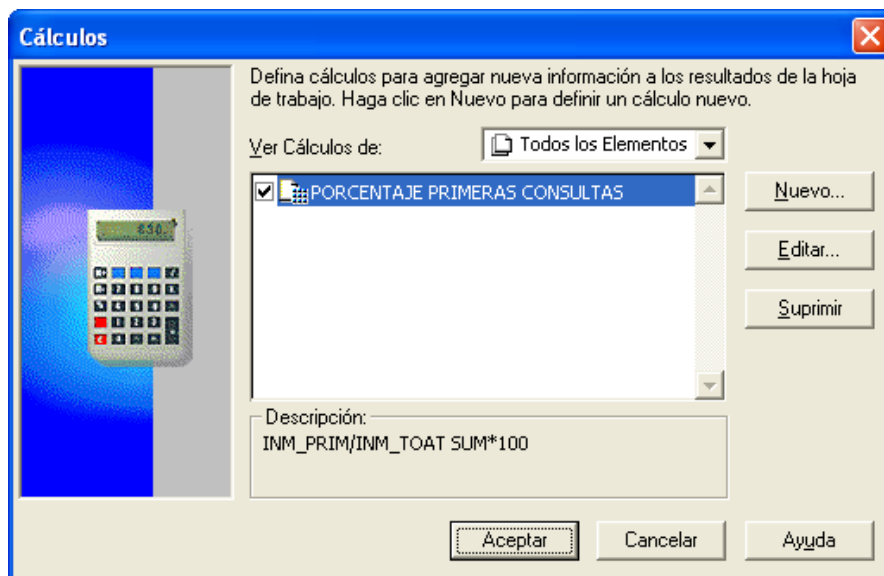 Cálculos
Defina cálculos para agregar nueva información a los resultados de la hoja
de trabajo. Haga clic en Nuevo para definir un cálculo nuevo.
Ver Cálculos de:
Todos los Elementos
PORCENTAJE PRIMERAS CONSULTAS
Nuevo...
Editar...
Suprimir
Descripción:
INM_PRIM/INM_TOAT SUM*100
Aceptar
Cancelar
Ayuda